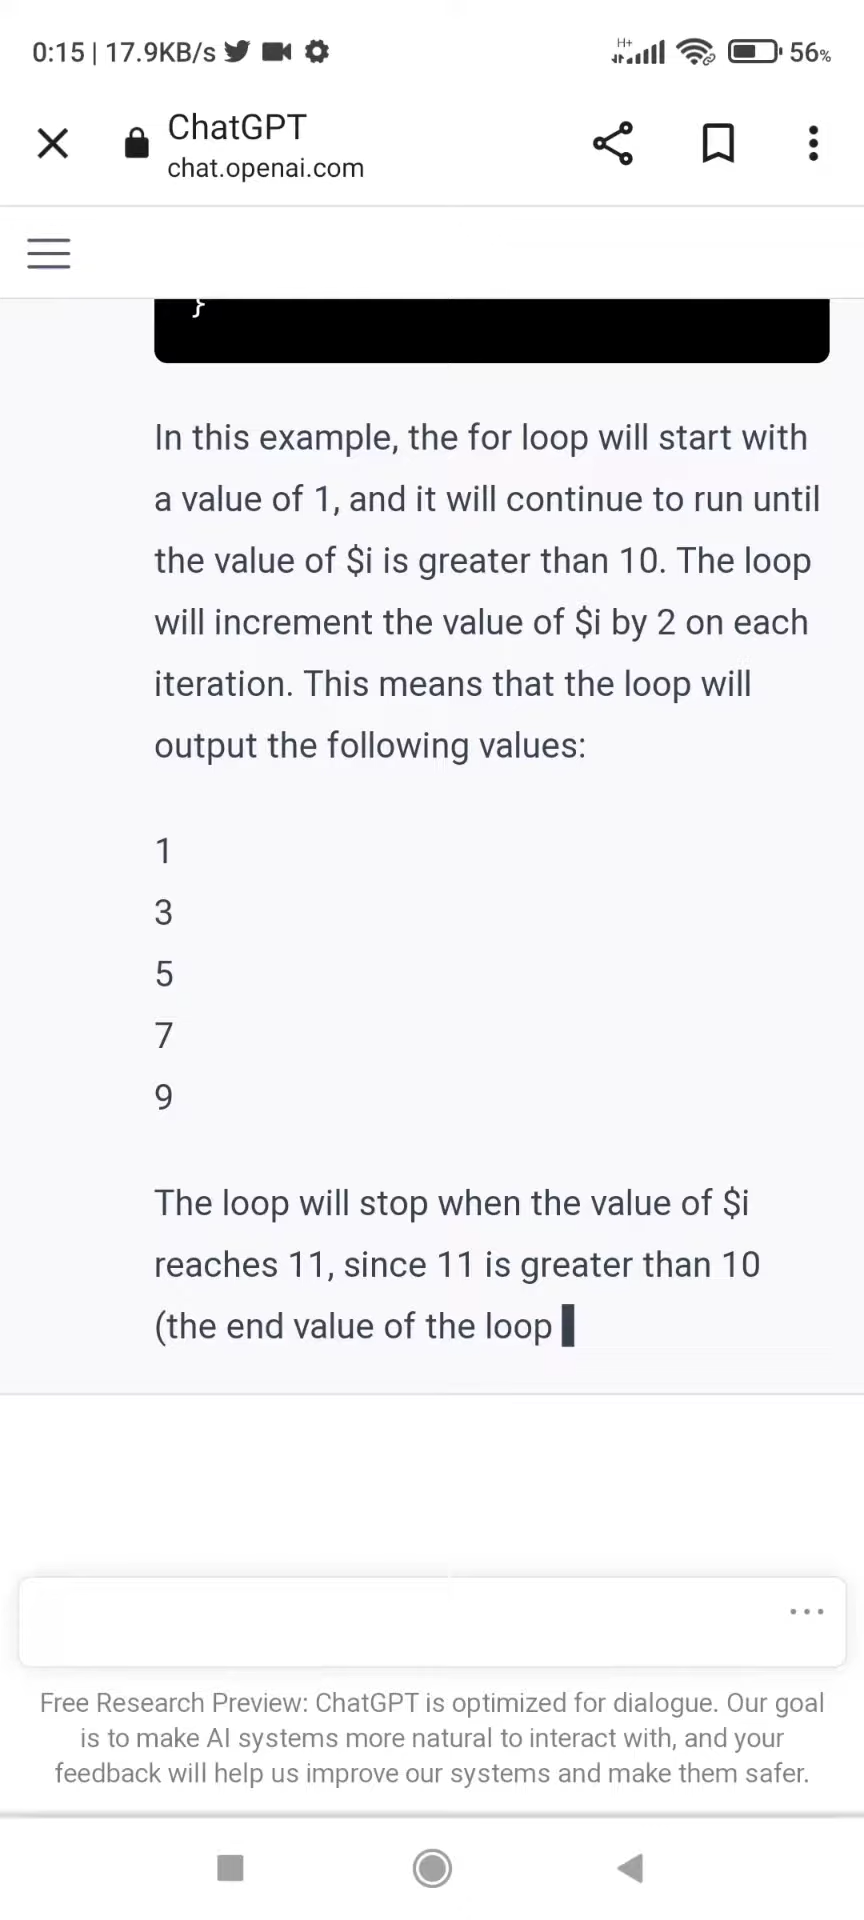 0:15 | 17.9KB/s H+ 56%
ChatGPT
chat.openai.com
}
In this example, the for loop will start with
a value of 1, and it will continue to run until
the value of $i is greater than 10. The loop
will increment the value of $i by 2 on each
iteration. This means that the loop will
output the following values:
1
3
5
7
9
The loop will stop when the value of $i
reaches 11, since 11 is greater than 10
(the end value of the loop
Free Research Preview: ChatGPT is optimized for dialogue. Our goal
is to make AI systems more natural to interact with, and your
feedback will help us improve our systems and make them safer.